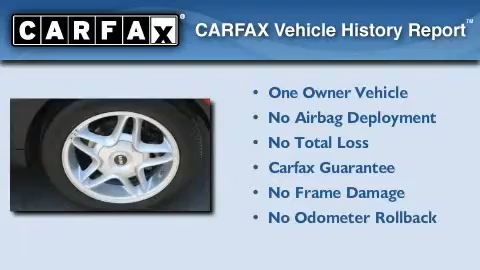 CARFAX® CARFAX Vehicle History Report™
• One Owner Vehicle
• No Airbag Deployment
• No Total Loss
• Carfax Guarantee
• No Frame Damage
• No Odometer Rollback